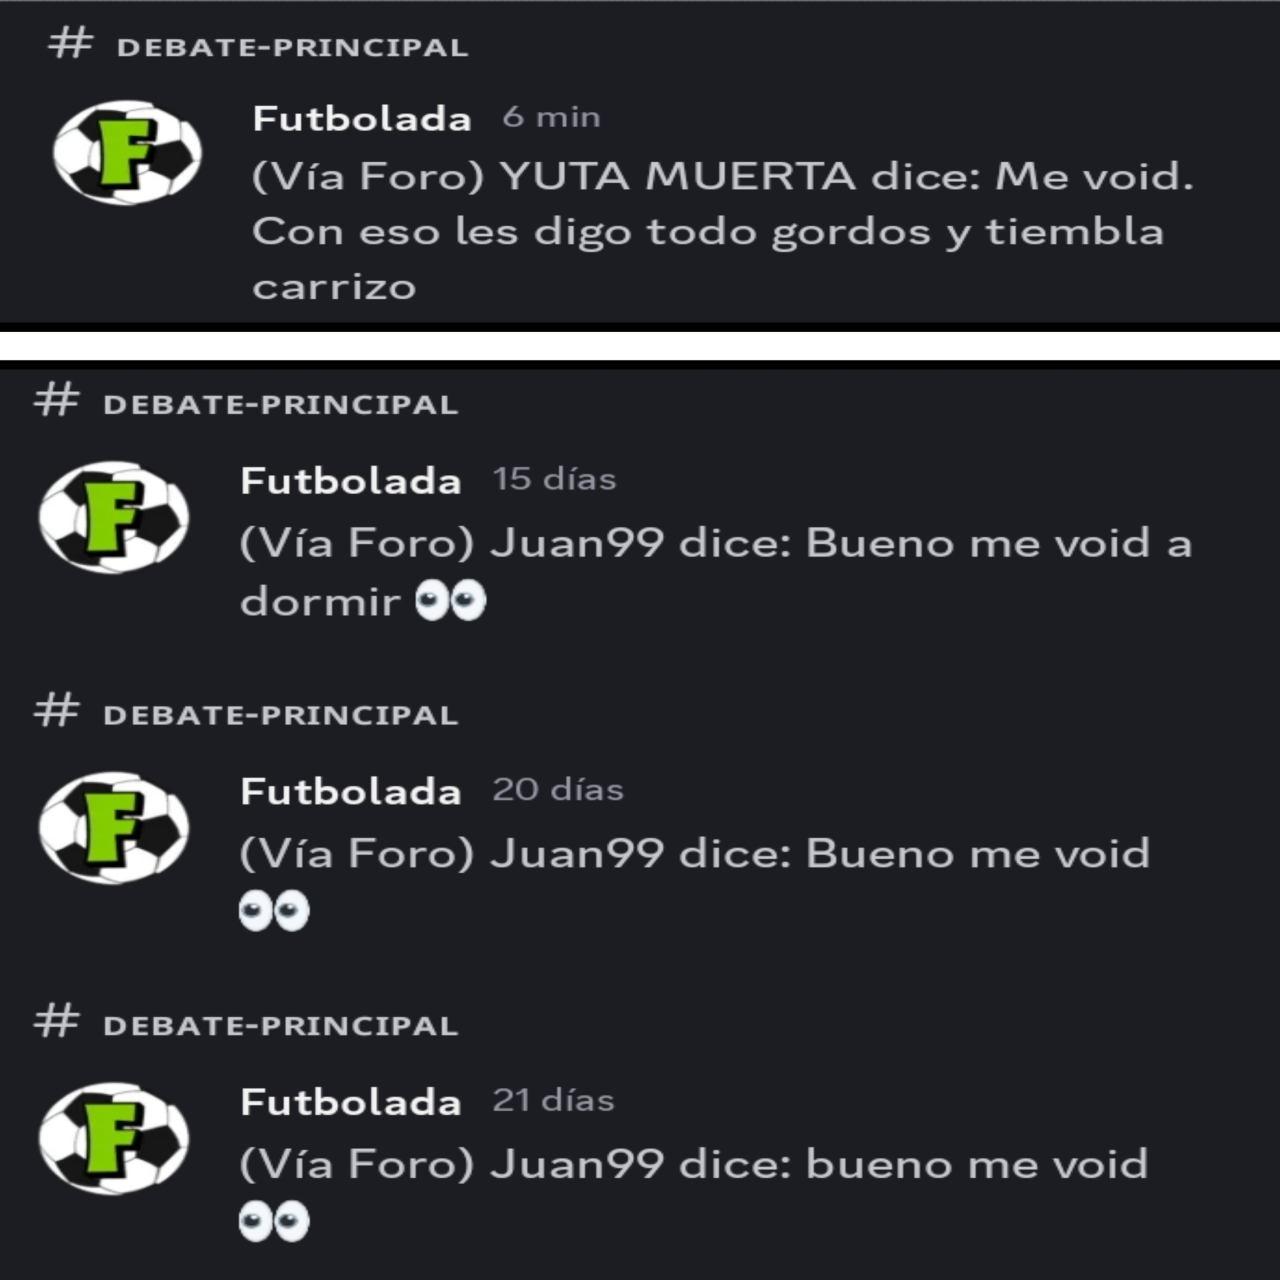 # DEBATE-PRINCIPAL
Futbolada 6 min
(Vía Foro) YUTA MUERTA dice: Me void.
Con eso les digo todo gordos y tiembla
carrizo
# DEBATE-PRINCIPAL
Futbolada 15 días
(Vía Foro) Juan99 dice: Bueno me void a
dormir 👀
# DEBATE-PRINCIPAL
Futbolada 20 días
(Vía Foro) Juan99 dice: Bueno me void
👀
# DEBATE-PRINCIPAL
Futbolada 21 días
(Vía Foro) Juan99 dice: bueno me void
👀